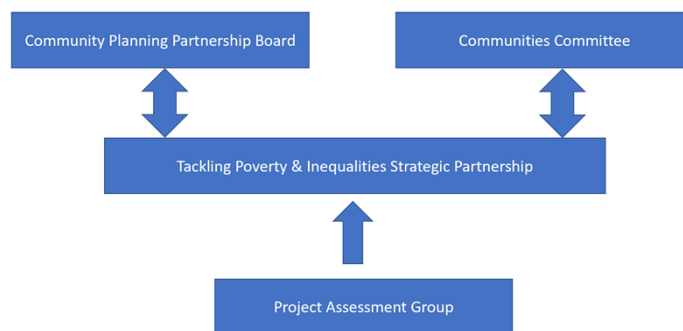 Community Planning Partnership Board
Communities Committee
Tackling Poverty & Inequalities Strategic Partnership
Project Assessment Group